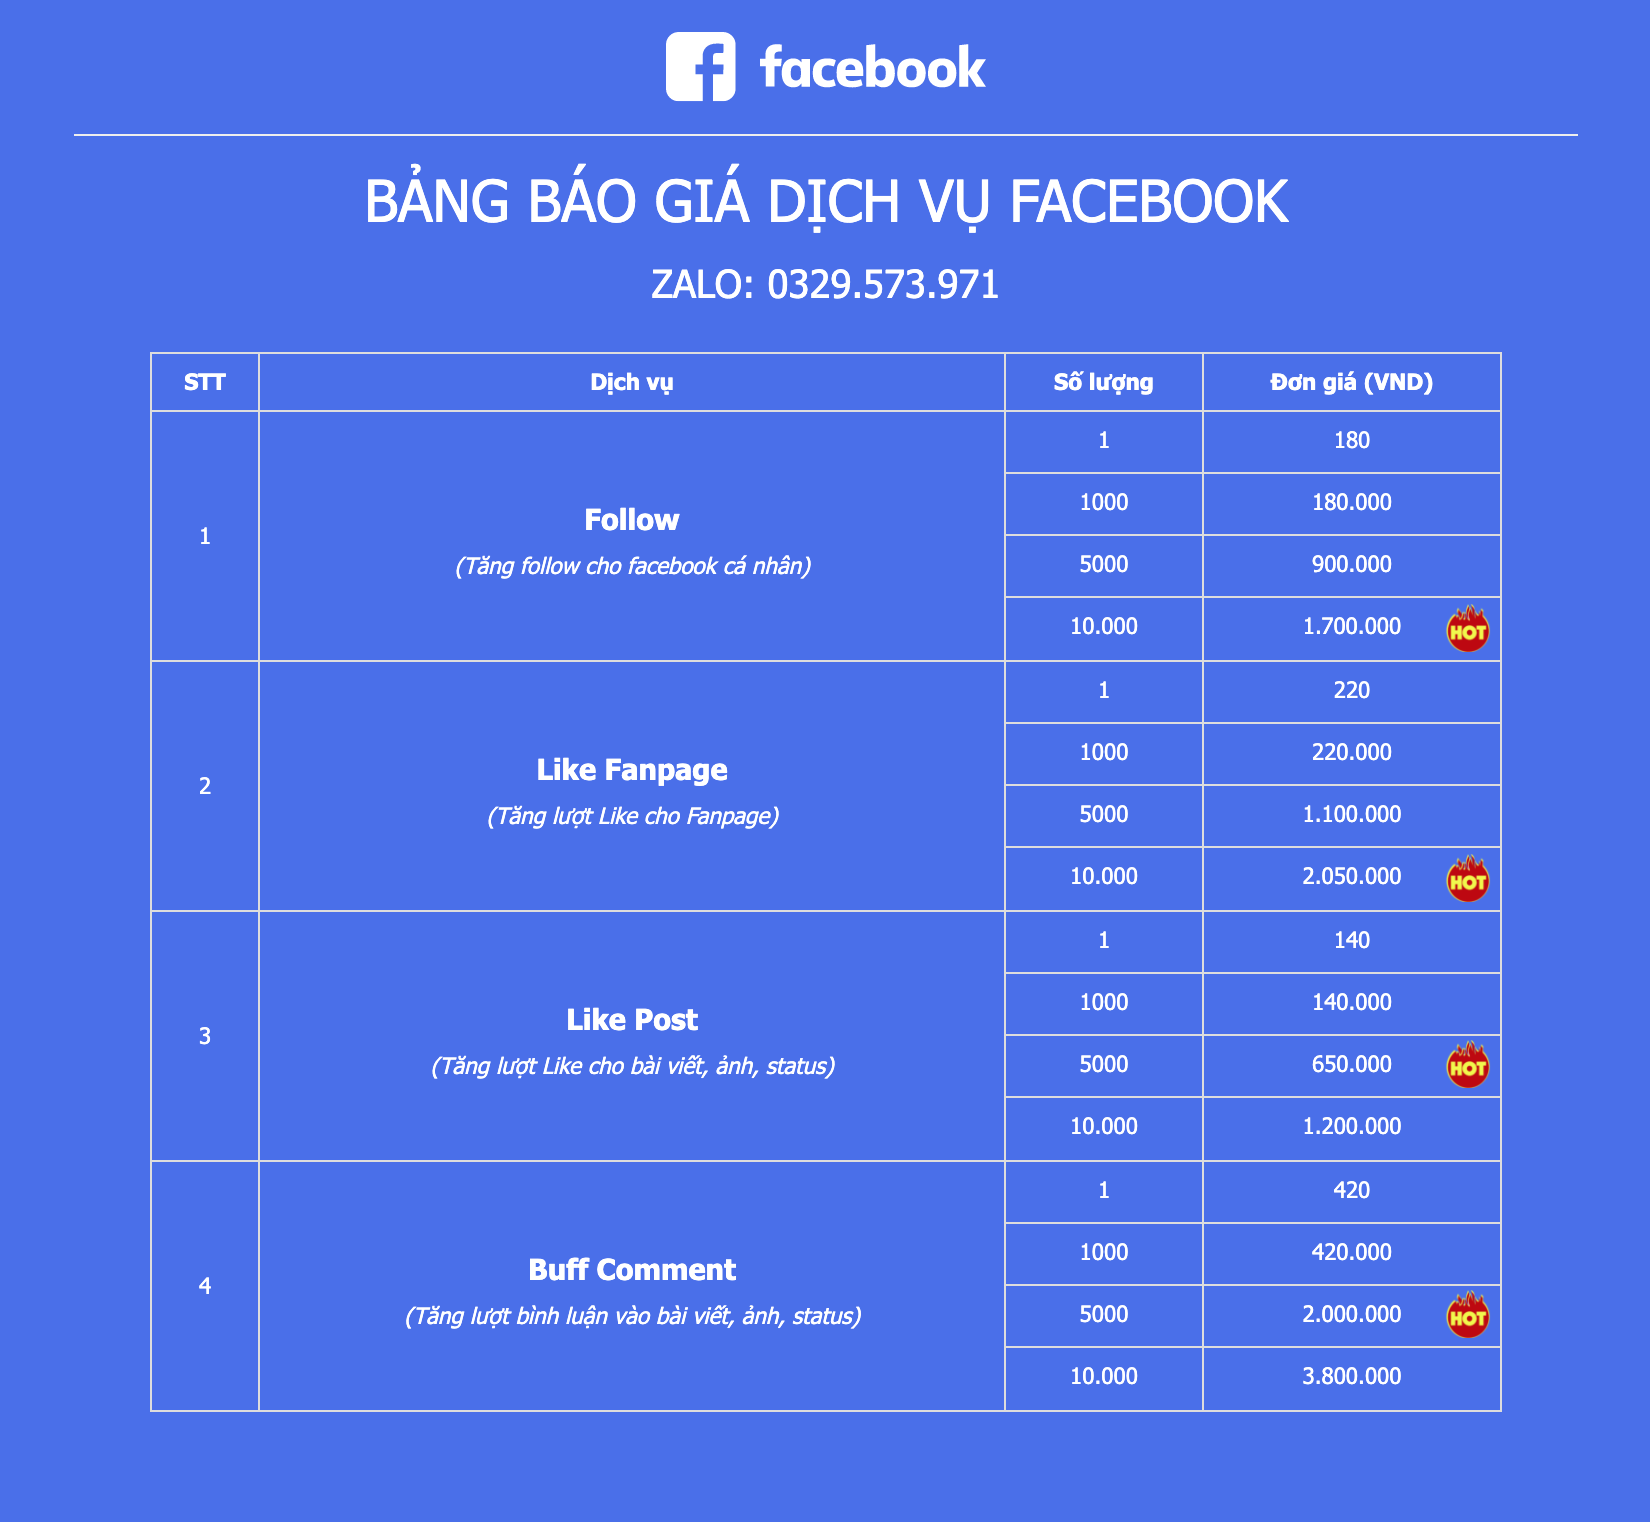 facebook
BẢNG BÁO GIÁ DỊCH VỤ FACEBOOK
ZALO: 0329.573.971
STT Dịch vụ Số lượng Đơn giá (VND)
1 Follow
(Tăng follow cho facebook cá nhân)
1 180
1000 180.000
5000 900.000
10.000 1.700.000 HOT
2 Like Fanpage
(Tăng lượt Like cho Fanpage)
1 220
1000 220.000
5000 1.100.000
10.000 2.050.000 HOT
3 Like Post
(Tăng lượt Like cho bài viết, ảnh, status)
1 140
1000 140.000
5000 650.000 HOT
10.000 1.200.000
4 Buff Comment
(Tăng lượt bình luận vào bài viết, ảnh, status)
1 420
1000 420.000
5000 2.000.000 HOT
10.000 3.800.000